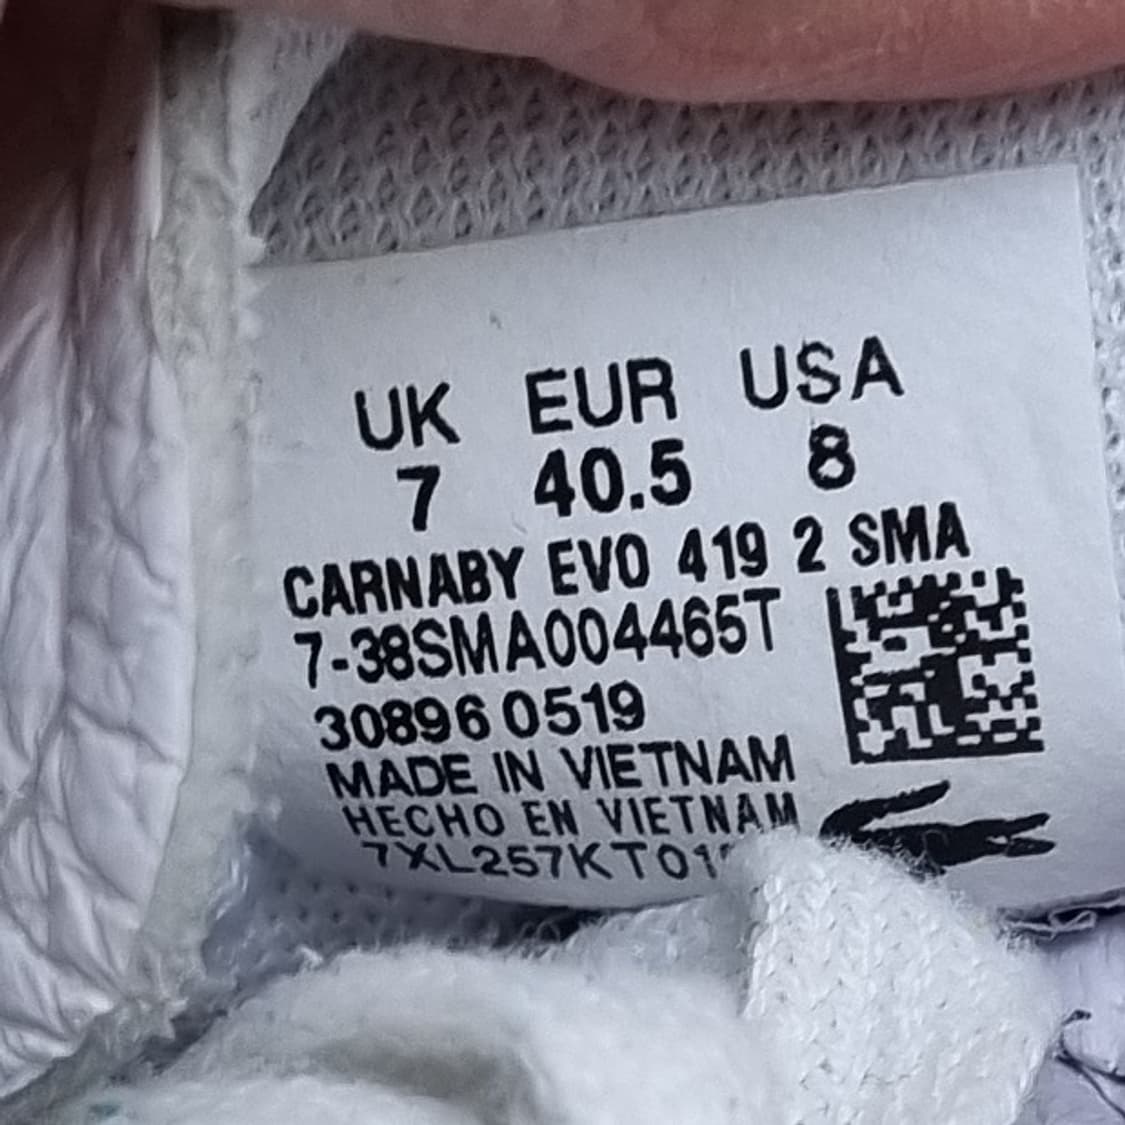 UK EUR USA
7 40.5 8
CARNABY EVO 419 2 SMA
7-38SMA004465T
30896 0519
MADE IN VIETNAM
HECHO EN VIETNAM